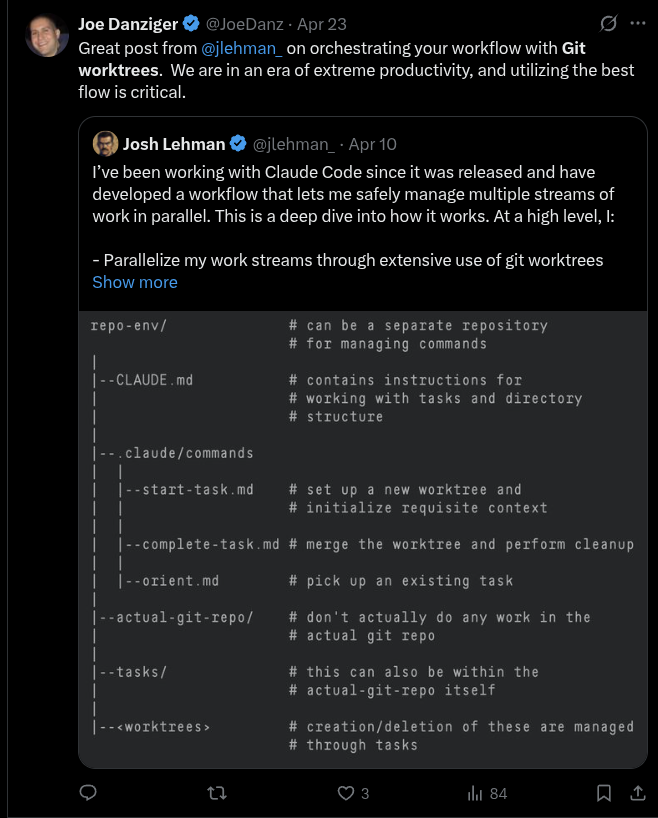 Joe Danziger @JoeDanz · Apr 23
Great post from @jlehman_ on orchestrating your workflow with Git
worktrees.  We are in an era of extreme productivity, and utilizing the best
flow is critical.
Josh Lehman @jlehman_ · Apr 10
I’ve been working with Claude Code since it was released and have
developed a workflow that lets me safely manage multiple streams of
work in parallel. This is a deep dive into how it works. At a high level, I:
- Parallelize my work streams through extensive use of git worktrees
Show more
repo-env/               # can be a separate repository
                        # for managing commands
|
|--CLAUDE.md            # contains instructions for
|                       # working with tasks and directory
|                       # structure
|
|--.claude/commands
|  |
|  |--start-task.md    # set up a new worktree and
|  |                    # initialize requisite context
|  |
|  |--complete-task.md # merge the worktree and perform cleanup
|  |
|  |--orient.md        # pick up an existing task
|
|--actual-git-repo/    # don't actually do any work in the
|                       # actual git repo
|
|--tasks/               # this can also be within the
|                       # actual-git-repo itself
|
|--<worktrees>          # creation/deletion of these are managed
                        # through tasks
3
84